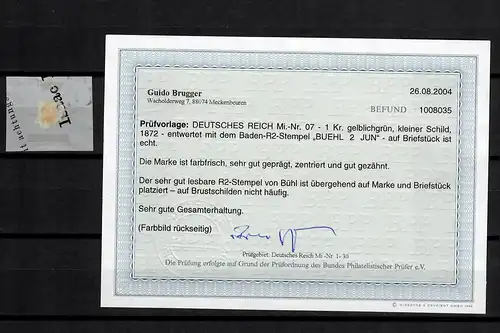 Guido Brugger
Wacholderweg 7, 88074 Meckenbeuren
26.08.2004
BEFUND 1008035
Prüfvorlage: DEUTSCHES REICH Mi.-Nr. 07 - 1 Kr. gelblichgrün, kleiner Schild,
1872 - entwertet mit dem Baden-R2-Stempel „BUEHL 2 JUN" - auf Briefstück ist
echt.
Die Marke ist farbfrisch, sehr gut geprägt, zentriert und gut gezähnt.
Der sehr gut lesbare R2-Stempel von Bühl ist übergehend auf Marke und Briefstück
platziert – auf Brustschilden nicht häufig.
Sehr gute Gesamterhaltung.
(Farbbild rückseitig)
Prüfgebiet: Deutsches Reich Mi.-Nr. 1- 30
Die Prüfung erfolgte auf Grund der Prüfordnung des Bundes Philatelistischer Prüfer e.V.